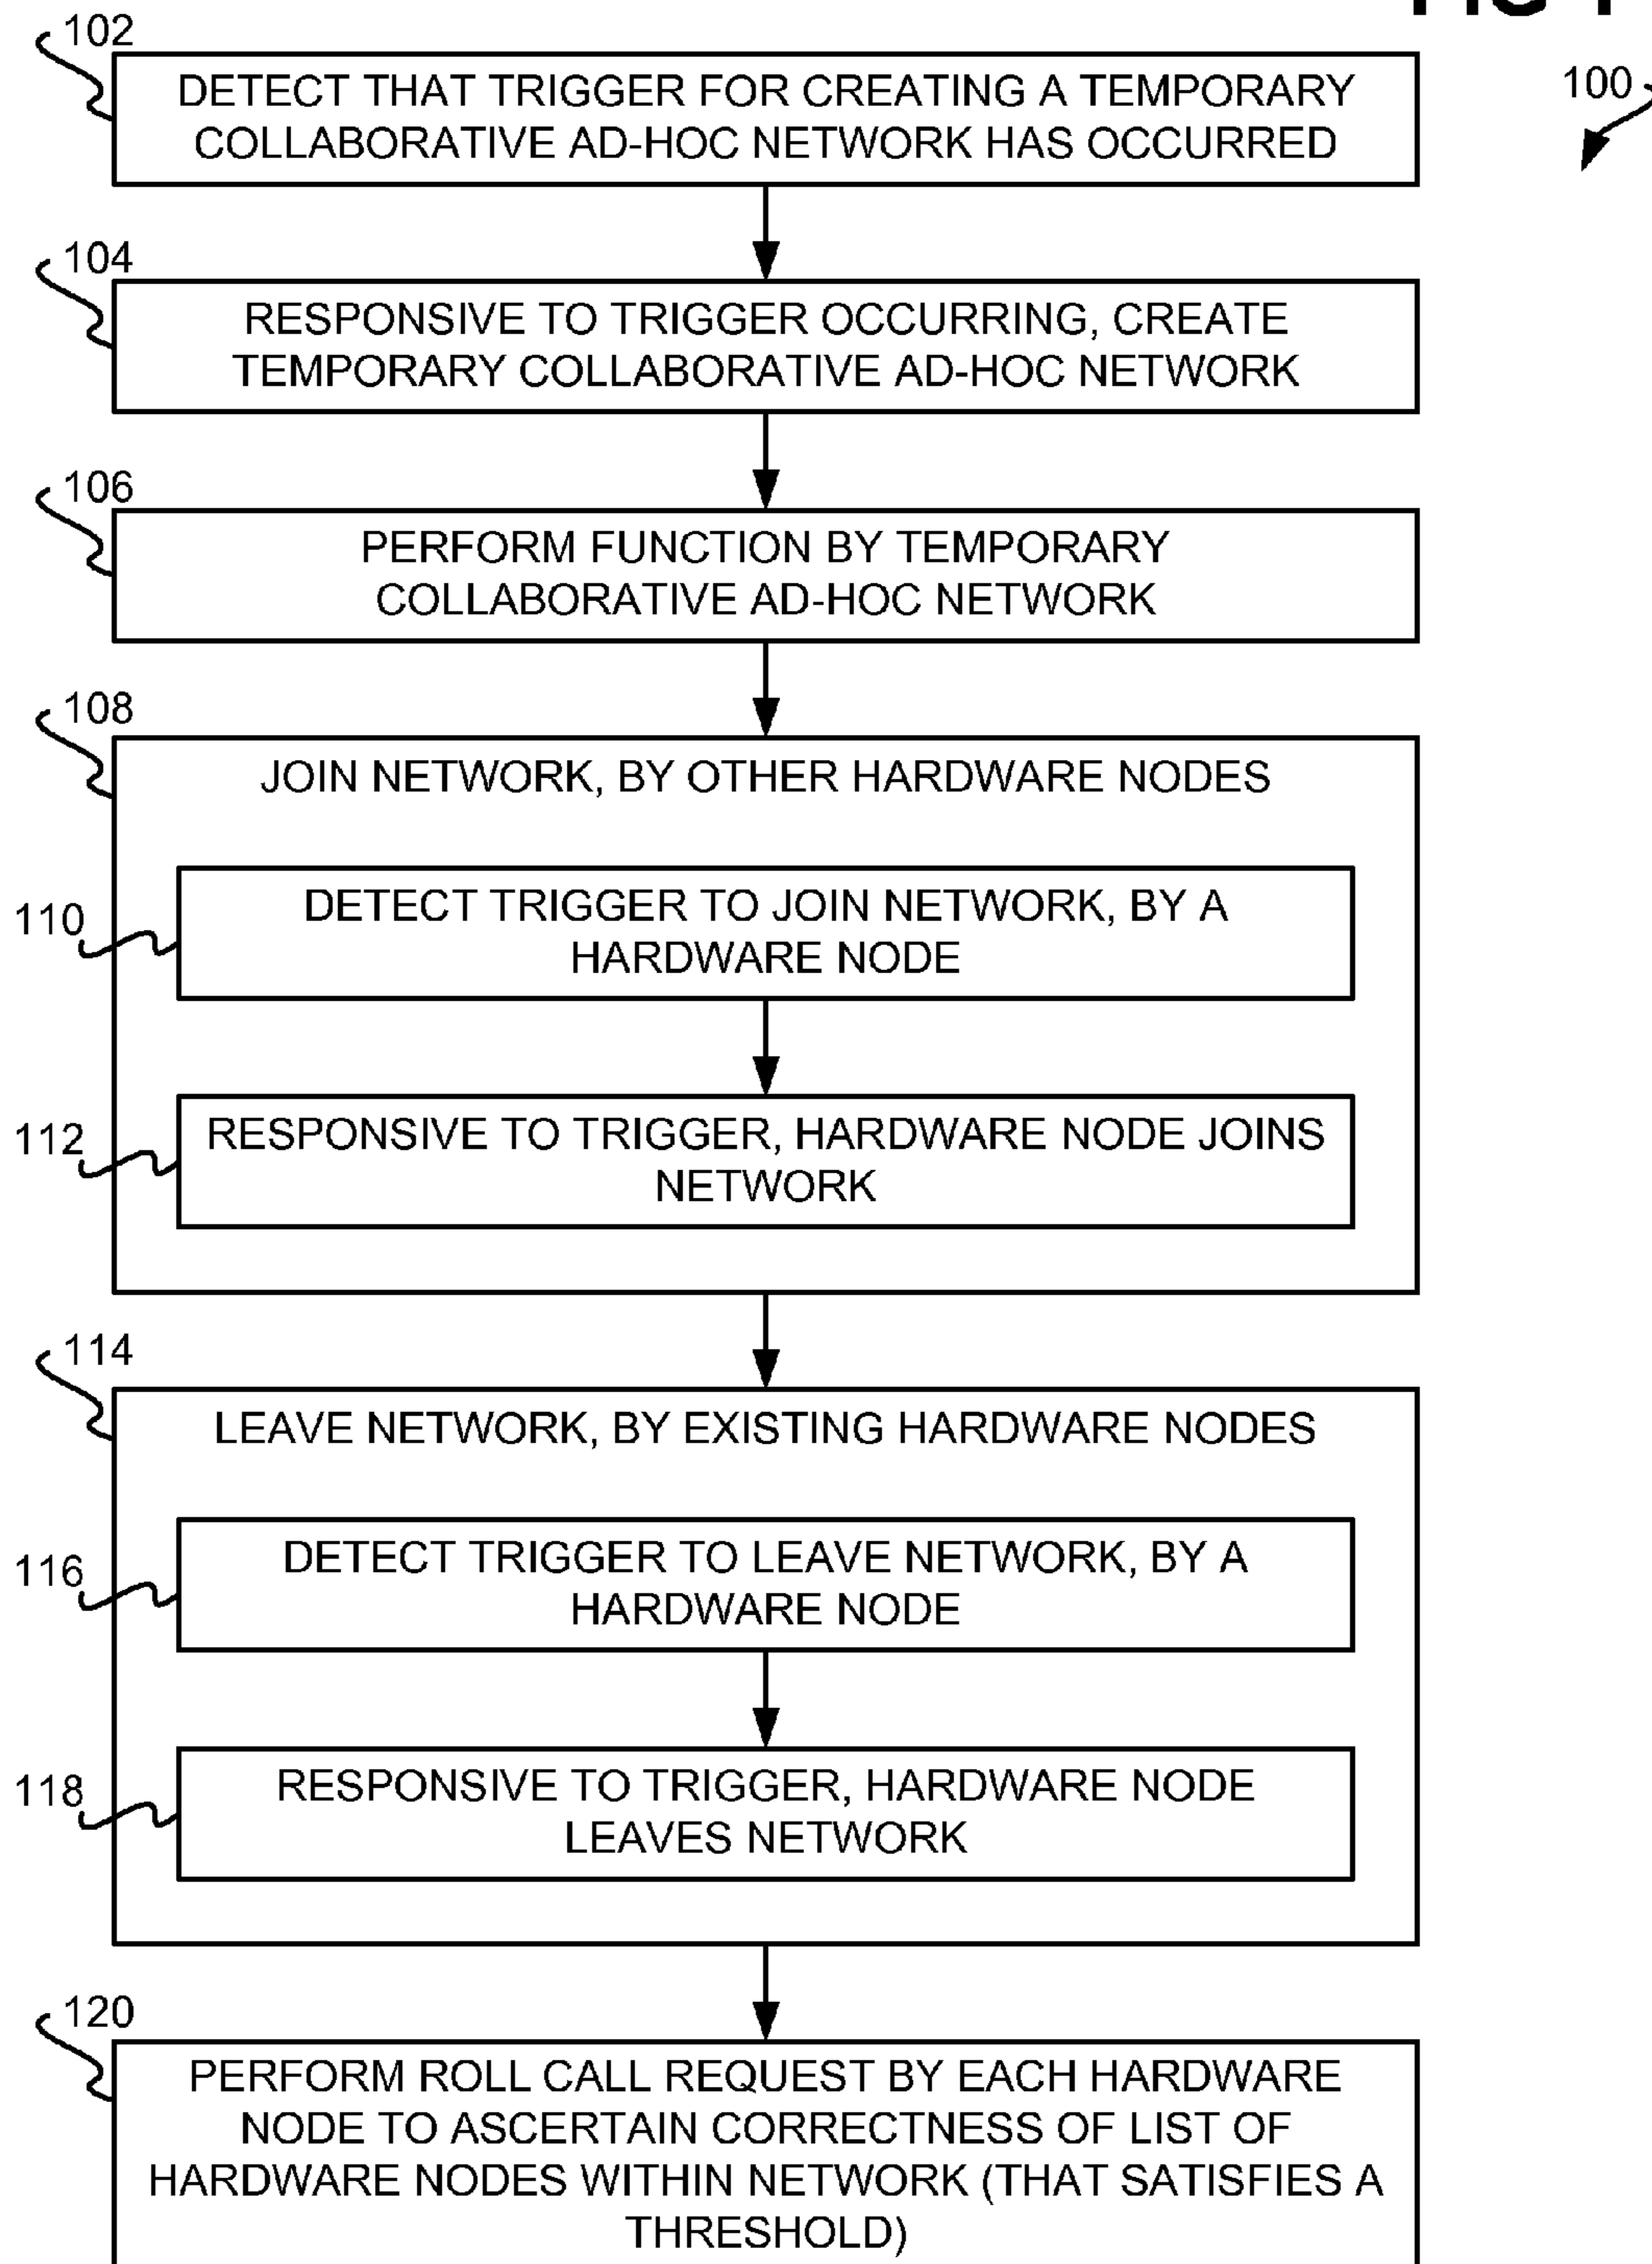 102
DETECT THAT TRIGGER FOR CREATING A TEMPORARY
COLLABORATIVE AD-HOC NETWORK HAS OCCURRED
100
104
RESPONSIVE TO TRIGGER OCCURRING, CREATE
TEMPORARY COLLABORATIVE AD-HOC NETWORK
106
PERFORM FUNCTION BY TEMPORARY
COLLABORATIVE AD-HOC NETWORK
108
JOIN NETWORK, BY OTHER HARDWARE NODES
110
DETECT TRIGGER TO JOIN NETWORK, BY A
HARDWARE NODE
112
RESPONSIVE TO TRIGGER, HARDWARE NODE JOINS
NETWORK
114
LEAVE NETWORK, BY EXISTING HARDWARE NODES
116
DETECT TRIGGER TO LEAVE NETWORK, BY A
HARDWARE NODE
118
RESPONSIVE TO TRIGGER, HARDWARE NODE
LEAVES NETWORK
120
PERFORM ROLL CALL REQUEST BY EACH HARDWARE
NODE TO ASCERTAIN CORRECTNESS OF LIST OF
HARDWARE NODES WITHIN NETWORK (THAT SATISFIES A
THRESHOLD)